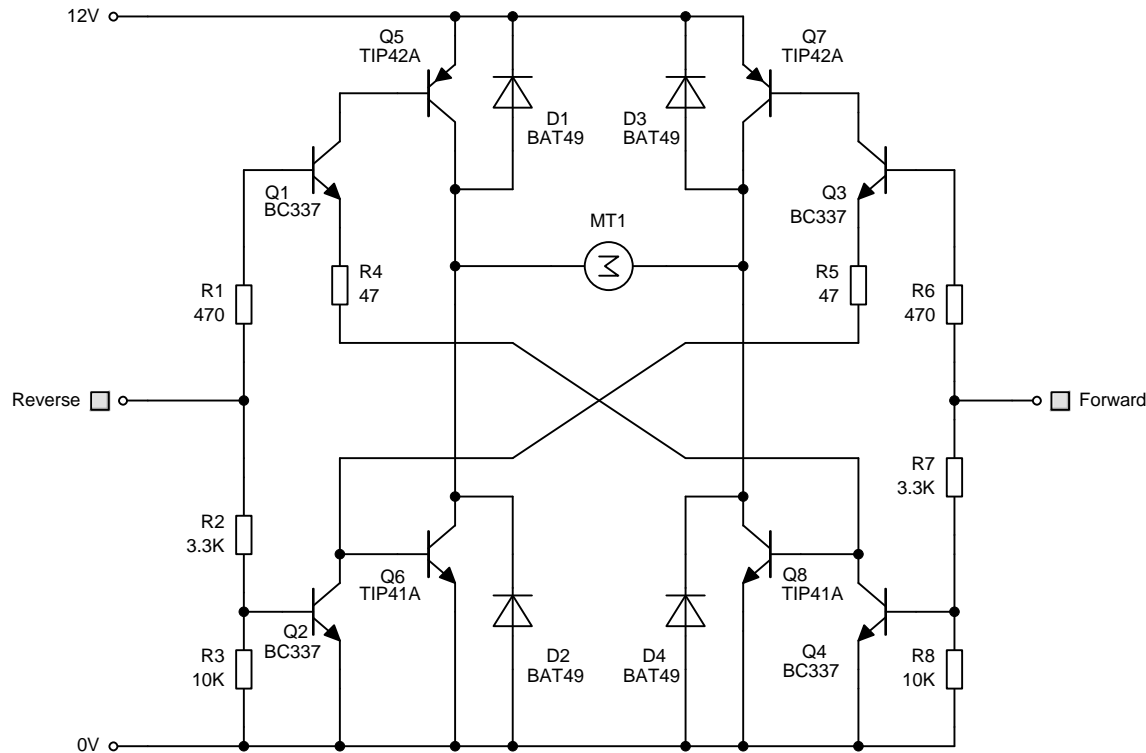 12V
Q5
TIP42A
Q7
TIP42A
D1
BAT49
D3
BAT49
Q1
BC337
Q3
BC337
MT1
R4
47
R5
47
R1
470
R6
470
Reverse
Forward
R7
3.3K
R2
3.3K
Q6
TIP41A
Q8
TIP41A
Q2
BC337
Q4
BC337
R3
10K
D2
BAT49
D4
BAT49
R8
10K
0V